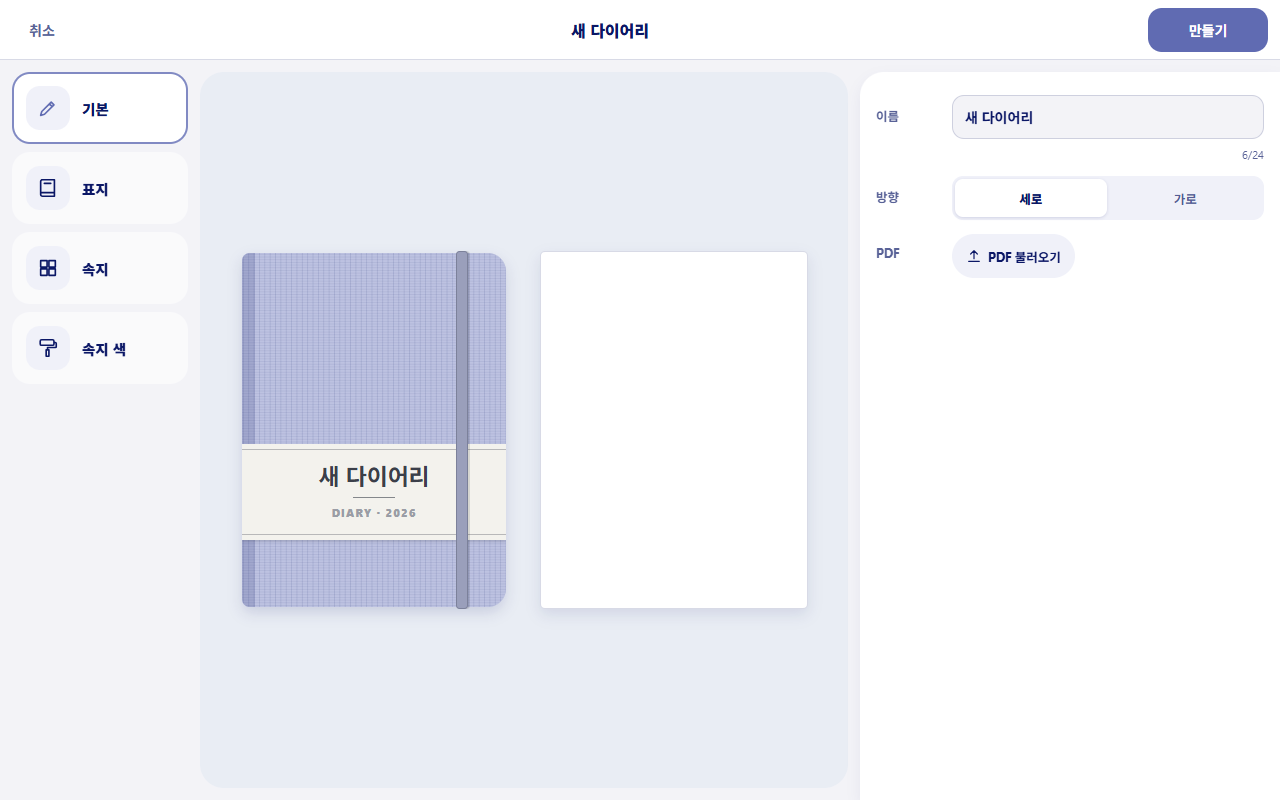 취소
새 다이어리
만들기
기본
표지
속지
속지 색
새 다이어리
DIARY · 2026
이름
새 다이어리
6/24
방향
세로
가로
PDF
PDF 불러오기